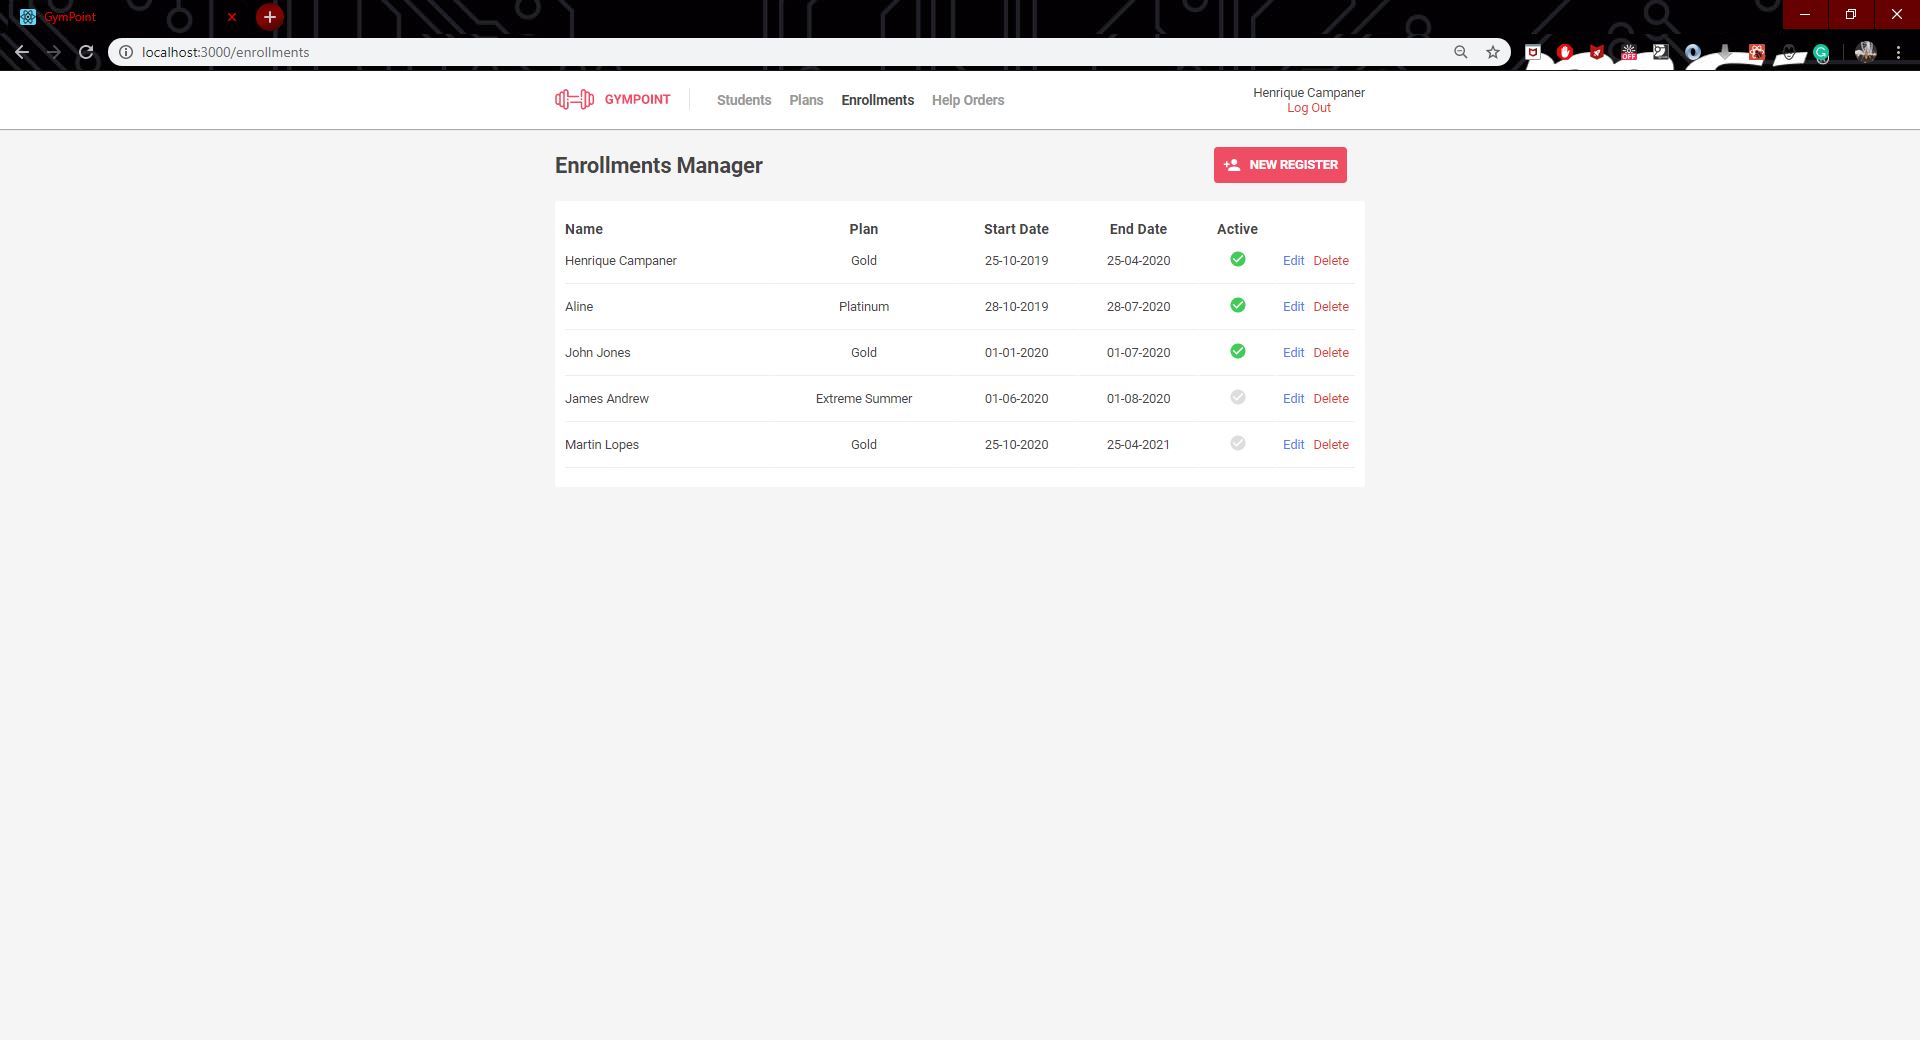 GymPoint
localhost:3000/enrollments
OFF
GYMPOINT Students Plans Enrollments Help Orders
Henrique Campaner
Log Out
Enrollments Manager
NEW REGISTER
Name Plan Start Date End Date Active
Henrique Campaner Gold 25-10-2019 25-04-2020 Edit Delete
Aline Platinum 28-10-2019 28-07-2020 Edit Delete
John Jones Gold 01-01-2020 01-07-2020 Edit Delete
James Andrew Extreme Summer 01-06-2020 01-08-2020 Edit Delete
Martin Lopes Gold 25-10-2020 25-04-2021 Edit Delete